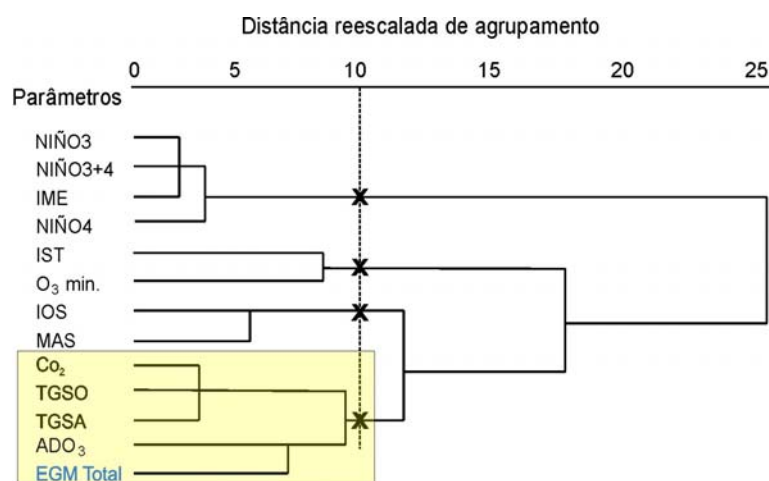 Distância reescalada de agrupamento
0 5 10 15 20 25
Parâmetros
NIÑO3
NIÑO3+4
IME
NIÑO4
IST
O₃ min.
IOS
MAS
Co₂
TGSO
TGSA
ADO₃
EGM Total